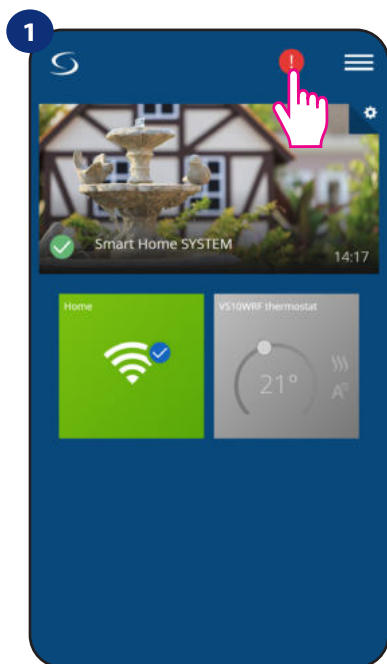 1
!
Smart Home SYSTEM
14:17
Home
VS10WRF thermostat
21°
A